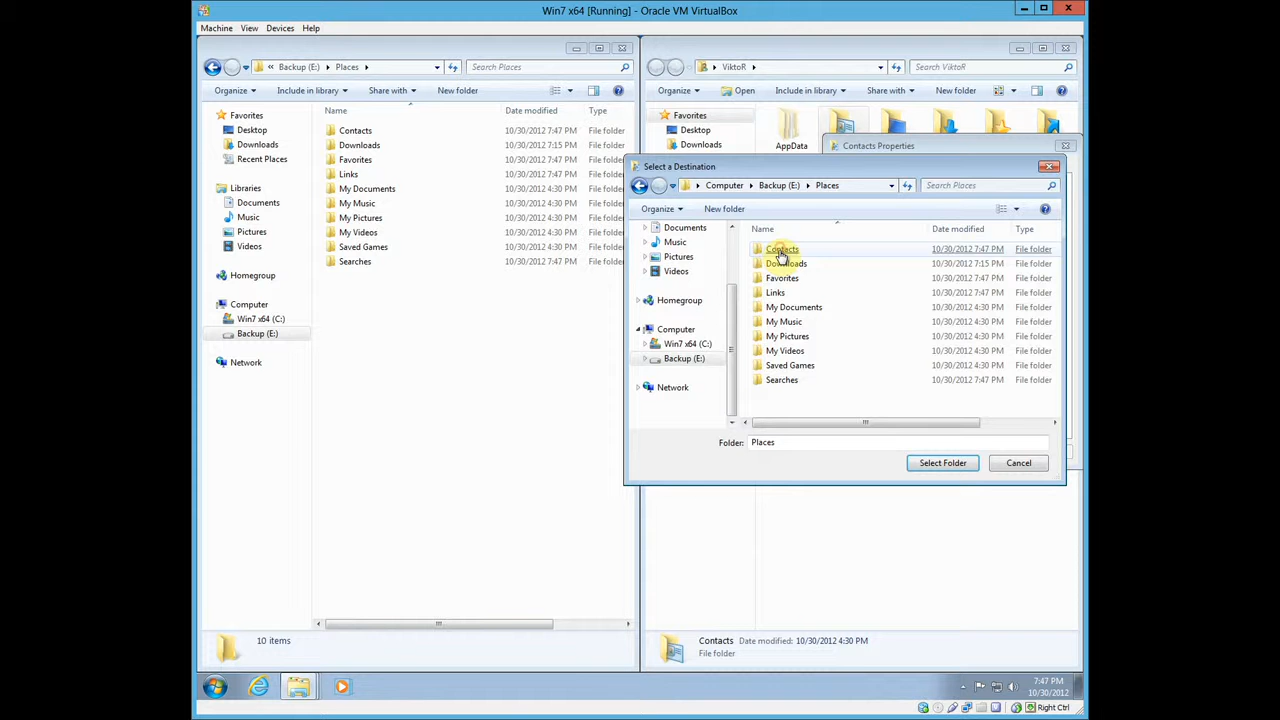 Win7 x64 [Running] - Oracle VM VirtualBox
Machine View Devices Help
« Backup (E:) Places Search Places
Organize Include in library Share with New folder
Favorites
Desktop
Downloads
Recent Places
Libraries
Documents
Music
Pictures
Videos
Homegroup
Computer
Win7 x64 (C:)
Backup (E:)
Network
Name Date modified Type
Contacts 10/30/2012 7:47 PM File folder
Downloads 10/30/2012 7:15 PM File folder
Favorites 10/30/2012 7:47 PM File folder
Links 10/30/2012 7:47 PM File folder
My Documents 10/30/2012 4:30 PM File folder
My Music 10/30/2012 4:30 PM File folder
My Pictures 10/30/2012 4:30 PM File folder
My Videos 10/30/2012 4:30 PM File folder
Saved Games 10/30/2012 4:30 PM File folder
Searches 10/30/2012 7:47 PM File folder
10 items
ViktoR Search ViktoR
Organize Open Include in library Share with New folder
Favorites
Desktop
Downloads
AppData
Contacts Properties
Select a Destination
Computer Backup (E:) Places Search Places
Organize New folder
Documents
Music
Pictures
Videos
Homegroup
Computer
Win7 x64 (C:)
Backup (E:)
Network
Name Date modified Type
Contacts 10/30/2012 7:47 PM File folder
Downloads 10/30/2012 7:15 PM File folder
Favorites 10/30/2012 7:47 PM File folder
Links 10/30/2012 7:47 PM File folder
My Documents 10/30/2012 4:30 PM File folder
My Music 10/30/2012 4:30 PM File folder
My Pictures 10/30/2012 4:30 PM File folder
My Videos 10/30/2012 4:30 PM File folder
Saved Games 10/30/2012 4:30 PM File folder
Searches 10/30/2012 7:47 PM File folder
Folder: Places
Select Folder Cancel
Contacts Date modified: 10/30/2012 4:30 PM
File folder
7:47 PM
10/30/2012
Right Ctrl